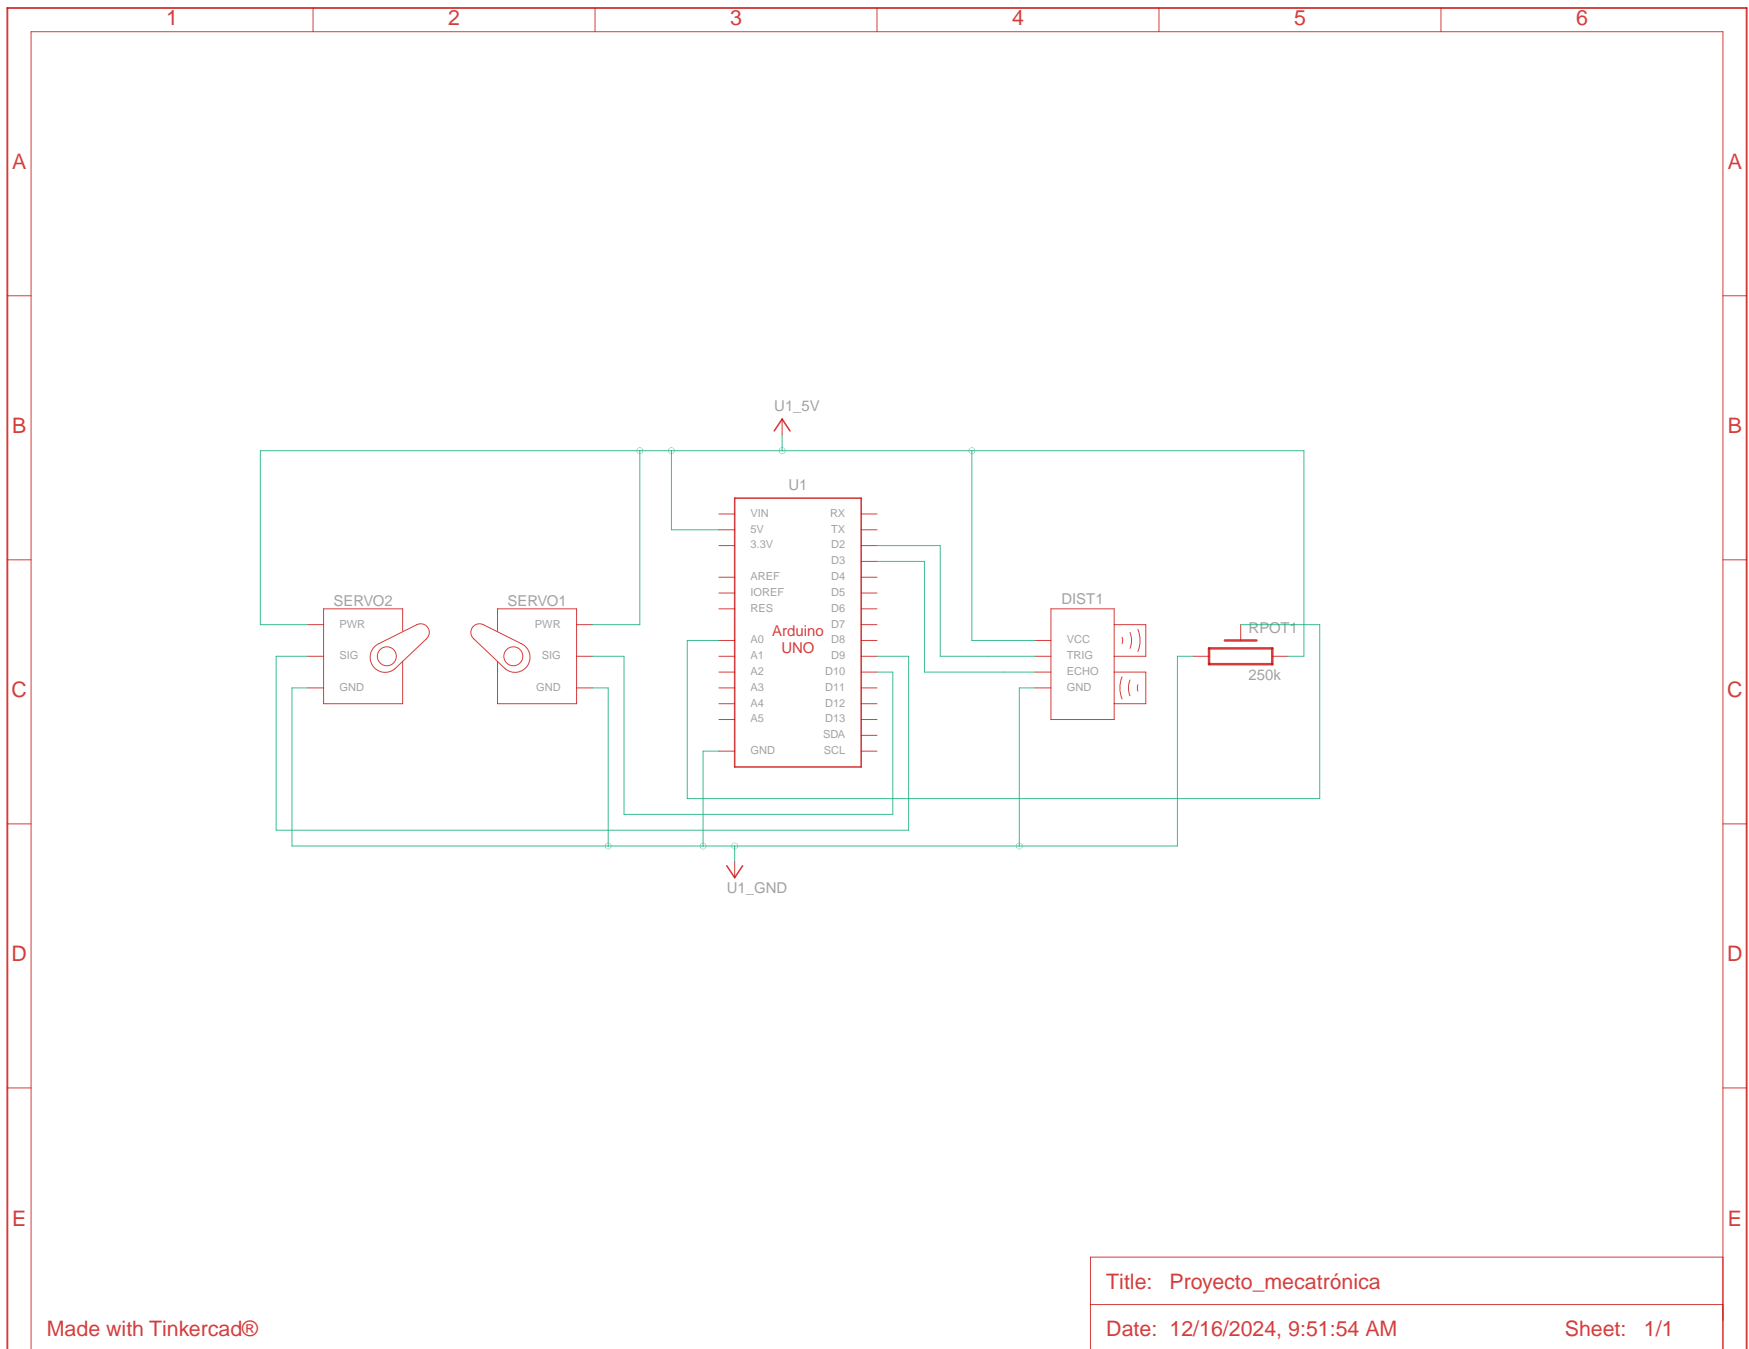 1 2 3 4 5 6
A A
B B
C C
D D
E E
U1_5V
U1
VIN RX
5V TX
3.3V D2
D3
AREF D4
IOREF D5
RES D6
D7
A0 D8
A1 D9
A2 D10
A3 D11
A4 D12
A5 D13
SDA
GND SCL
Arduino
UNO
SERVO2
PWR
SIG
GND
SERVO1
PWR
SIG
GND
DIST1
VCC
TRIG
ECHO
GND
RPOT1
250k
U1_GND
Title: Proyecto_mecatrónica
Made with Tinkercad®
Date: 12/16/2024, 9:51:54 AM Sheet: 1/1